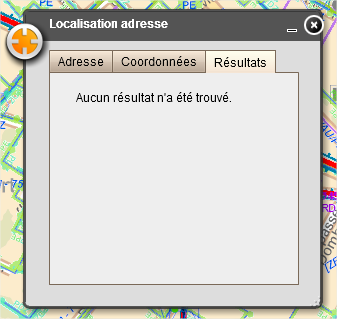 Localisation adresse
Adresse
Coordonnées
Résultats
Aucun résultat n'a été trouvé.